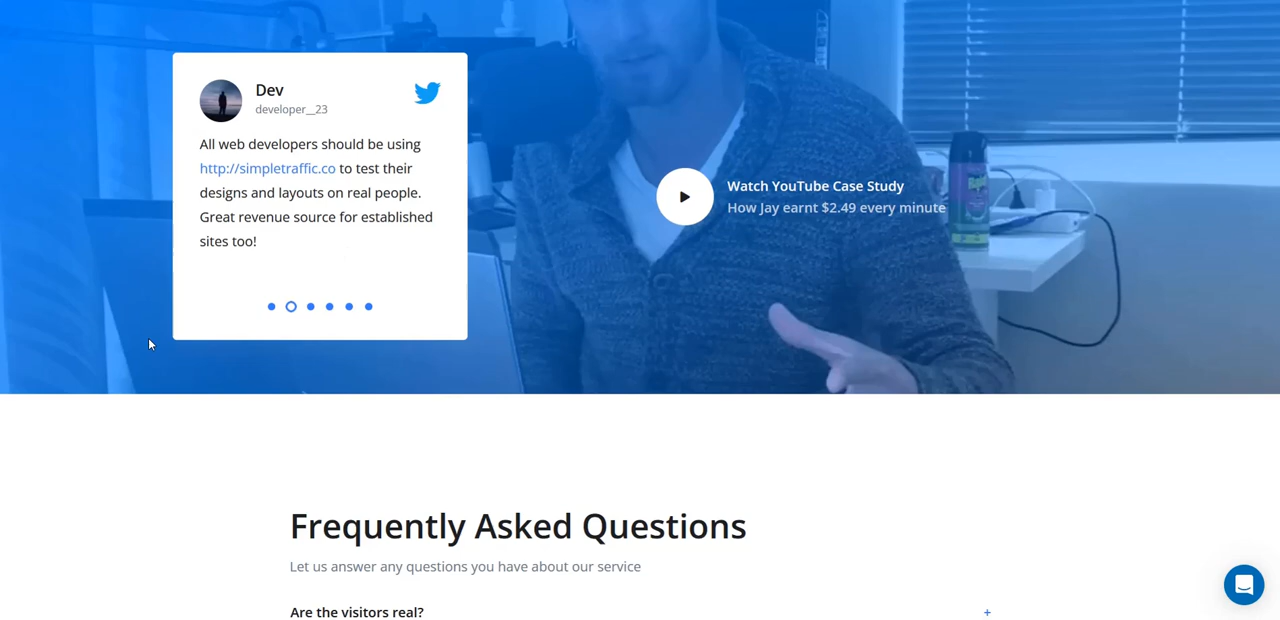 Dev
developer__23
All web developers should be using
http://simpletraffic.co to test their
designs and layouts on real people.
Great revenue source for established
sites too!
Watch YouTube Case Study
How Jay earnt $2.49 every minute
Frequently Asked Questions
Let us answer any questions you have about our service
Are the visitors real?
+